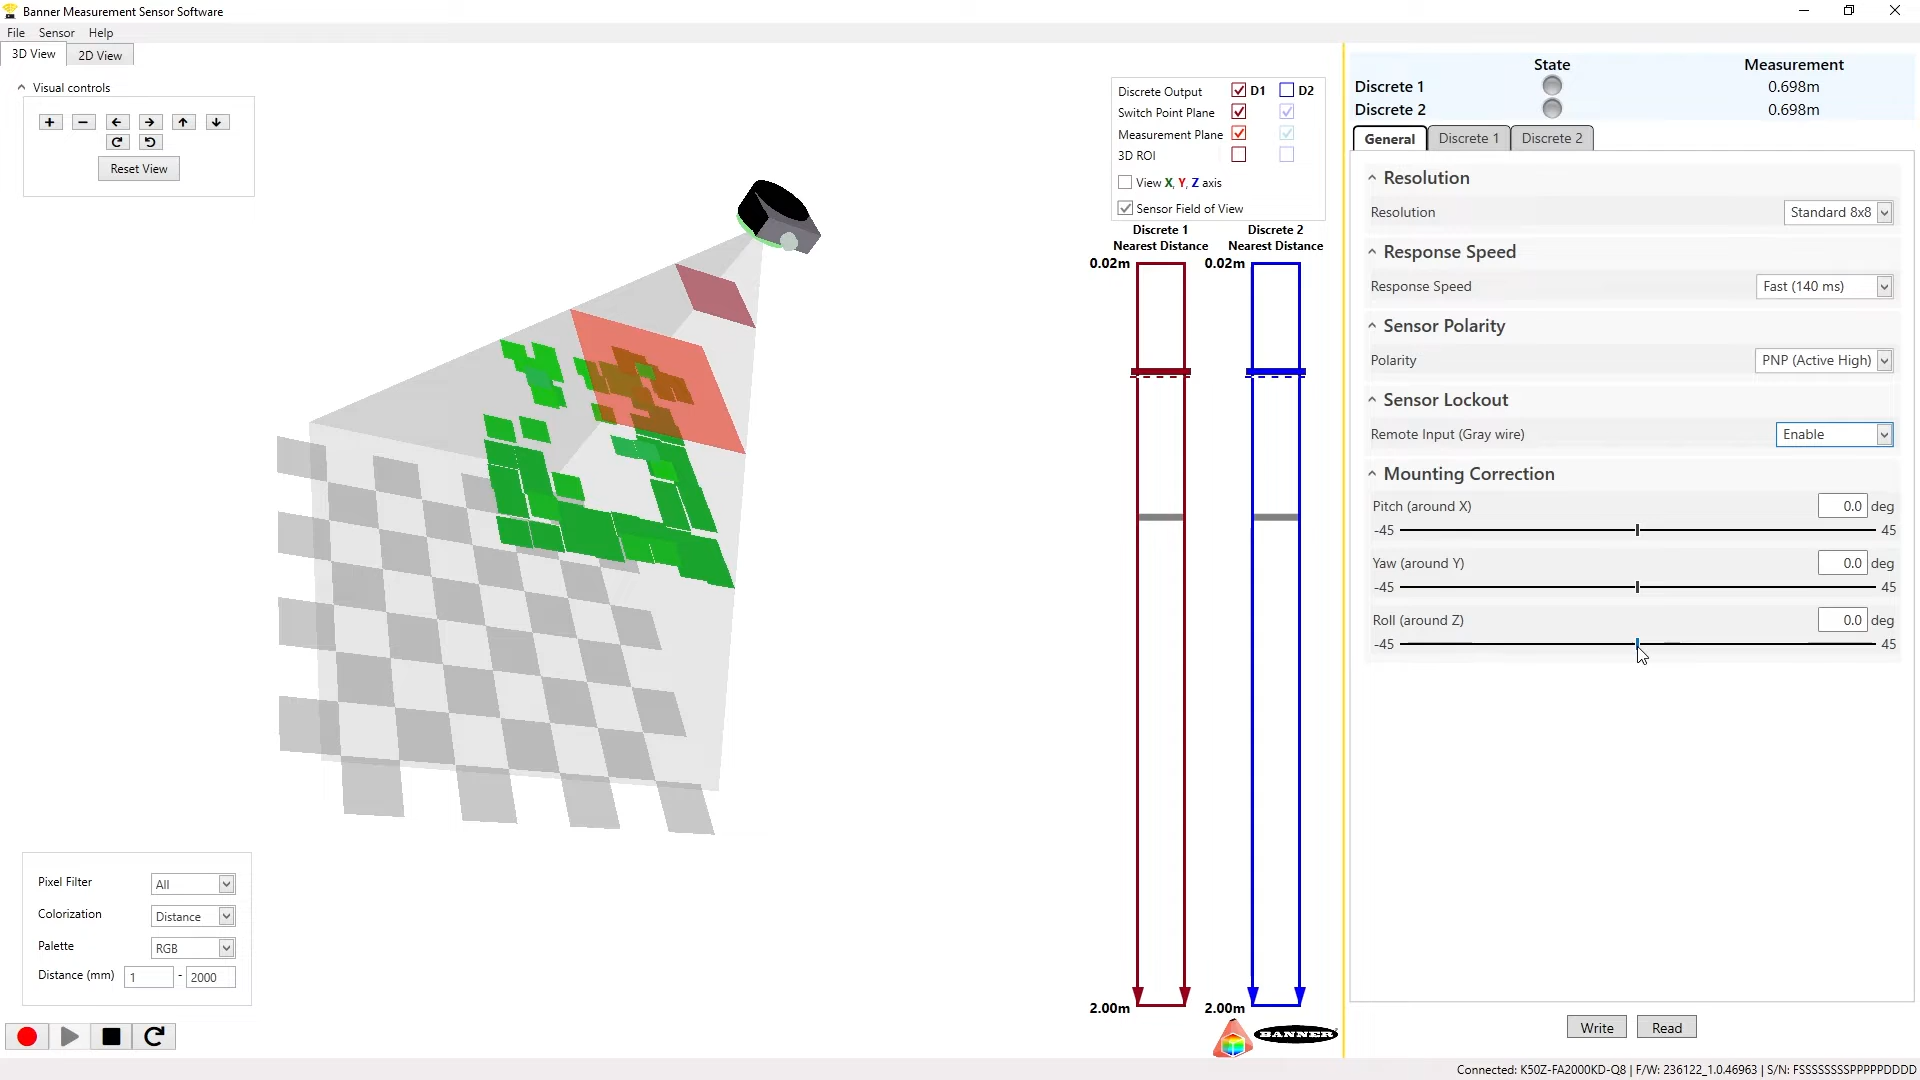 Banner Measurement Sensor Software
File Sensor Help
3D View 2D View
Visual controls
Reset View
Discrete Output D1 D2
Switch Point Plane
Measurement Plane
3D ROI
View X, Y, Z axis
Sensor Field of View
Discrete 1 Discrete 2
Nearest Distance Nearest Distance
0.02m 0.02m
2.00m 2.00m
BANNER
Pixel Filter All
Colorization Distance
Palette RGB
Distance (mm) 1 - 2000
State Measurement
Discrete 1 0.698m
Discrete 2 0.698m
General Discrete 1 Discrete 2
Resolution
Resolution Standard 8x8
Response Speed
Response Speed Fast (140 ms)
Sensor Polarity
Polarity PNP (Active High)
Sensor Lockout
Remote Input (Gray wire) Enable
Mounting Correction
Pitch (around X) 0.0 deg
-45 45
Yaw (around Y) 0.0 deg
-45 45
Roll (around Z) 0.0 deg
-45 45
Write Read
Connected: K50Z-FA2000KD-Q8 | F/W: 236122_1.0.46963 | S/N: FSSSSSSSSPPPPPDDDD